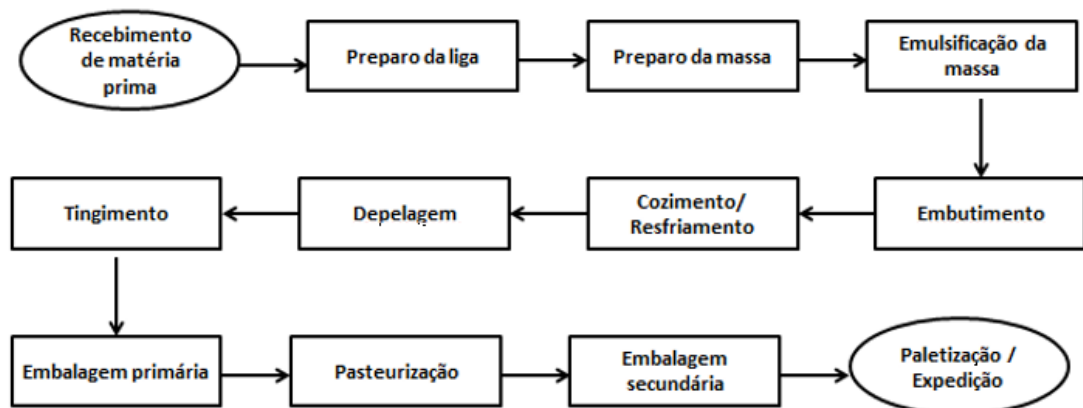 Recebimento
de matéria
prima
Preparo da liga
Preparo da massa
Emulsificação da
massa
Embutimento
Cozimento/
Resfriamento
Depelagem
Tingimento
Embalagem primária
Pasteurização
Embalagem
secundária
Paletização /
Expedição